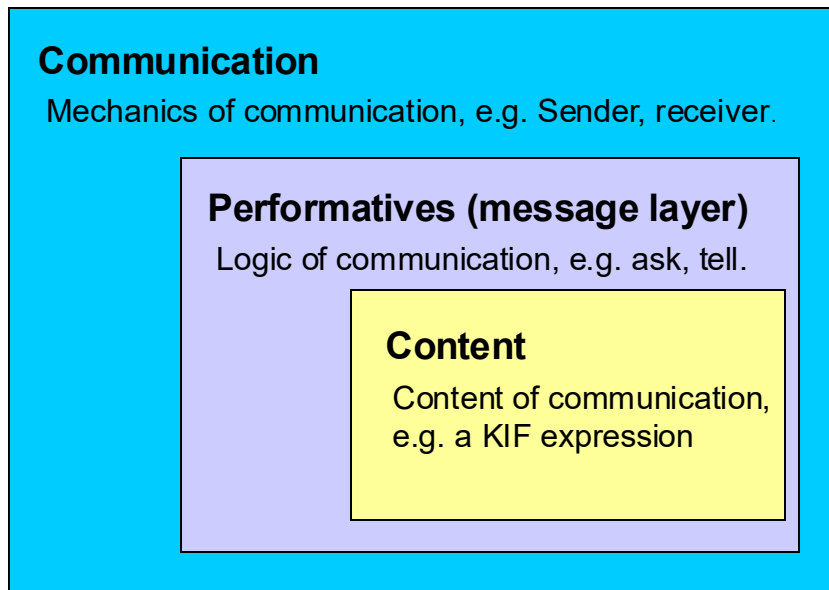 Communication
Mechanics of communication, e.g. Sender, receiver.
Performatives (message layer)
Logic of communication, e.g. ask, tell.
Content
Content of communication,
e.g. a KIF expression